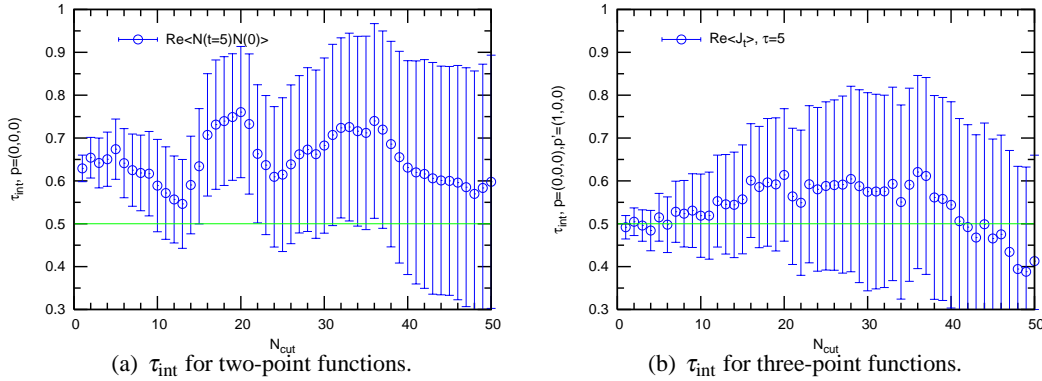 τint, p=(0,0,0)
1
0.9
0.8
0.7
0.6
0.5
0.4
0.3
Re<N(t=5)N(0)>
0 10 20 30 40 50
Ncut
(a) τint for two-point functions.
τint, p=(0,0,0),p'=(1,0,0)
1
0.9
0.8
0.7
0.6
0.5
0.4
0.3
Re<Jt>, τ=5
0 10 20 30 40 50
Ncut
(b) τint for three-point functions.